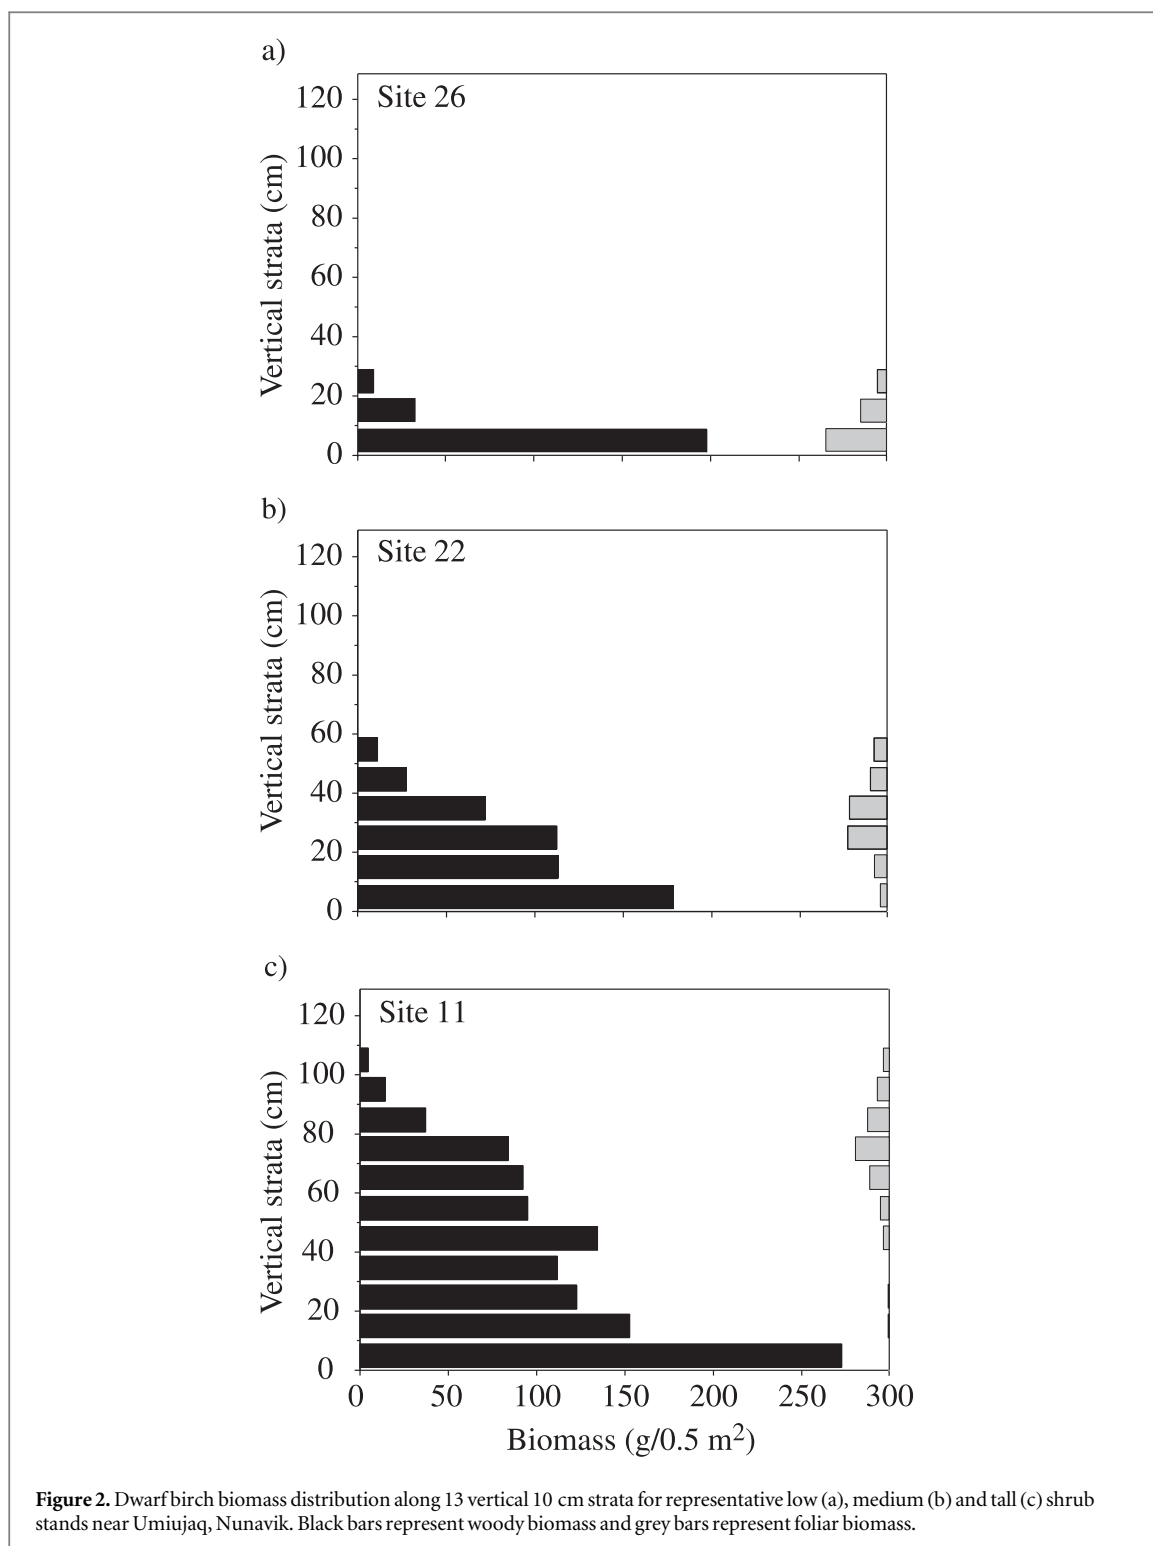 a)
Site 26
Vertical strata (cm)
120
100
80
60
40
20
0
b)
Site 22
Vertical strata (cm)
120
100
80
60
40
20
0
c)
Site 11
Vertical strata (cm)
120
100
80
60
40
20
0
0 50 100 150 200 250 300
Biomass (g/0.5 m²)
Figure 2. Dwarf birch biomass distribution along 13 vertical 10 cm strata for representative low (a), medium (b) and tall (c) shrub
stands near Umiujaq, Nunavik. Black bars represent woody biomass and grey bars represent foliar biomass.